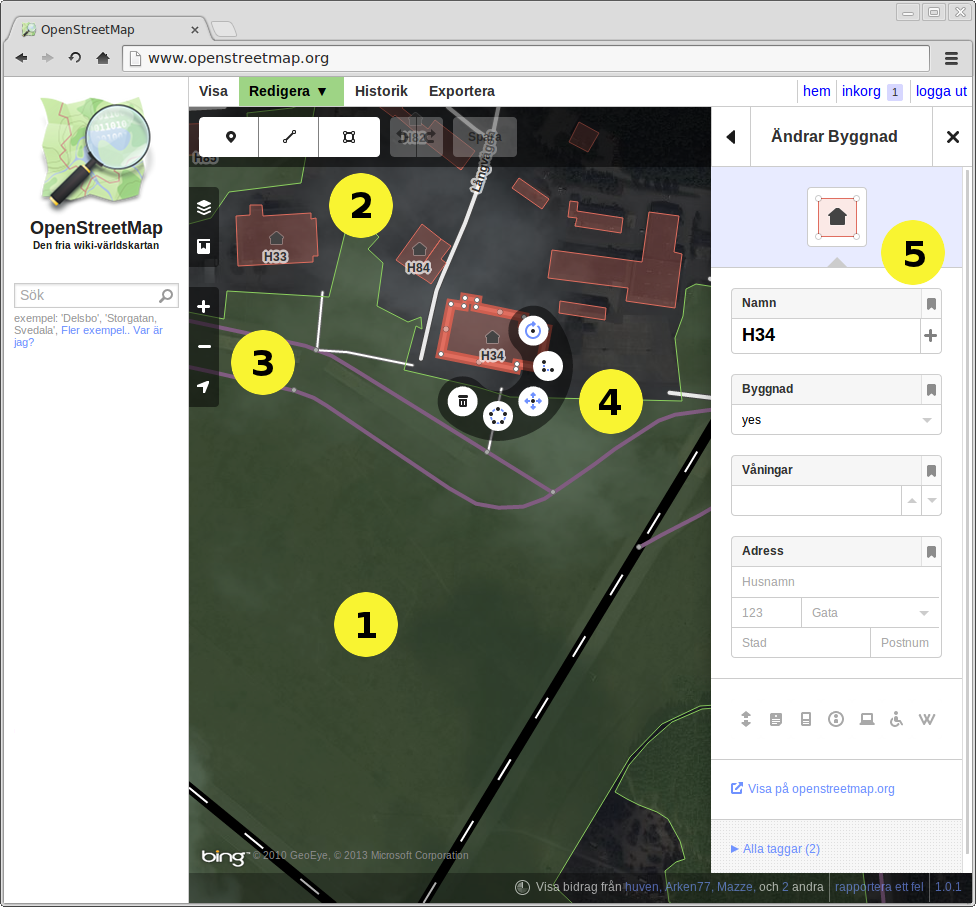 OpenStreetMap
www.openstreetmap.org
Visa
Redigera ▼
Historik
Exportera
hem
inkorg 1
logga ut
OpenStreetMap
Den fria wiki-världskartan
Sök
exempel: 'Delsbo', 'Storgatan,
Svedala', Fler exempel.. Var är
jag?
Spara
H82
H83
Långvägen
2
H33
H84
H34
3
4
1
bing
© 2010 GeoEye, © 2013 Microsoft Corporation
Ändrar Byggnad
5
Namn
H34
Byggnad
yes
Våningar
Adress
Husnamn
123
Gata
Stad
Postnum
Visa på openstreetmap.org
Alla taggar (2)
Visa bidrag från huven, Arken77, Mazze, och 2 andra
rapportera ett fel
1.0.1